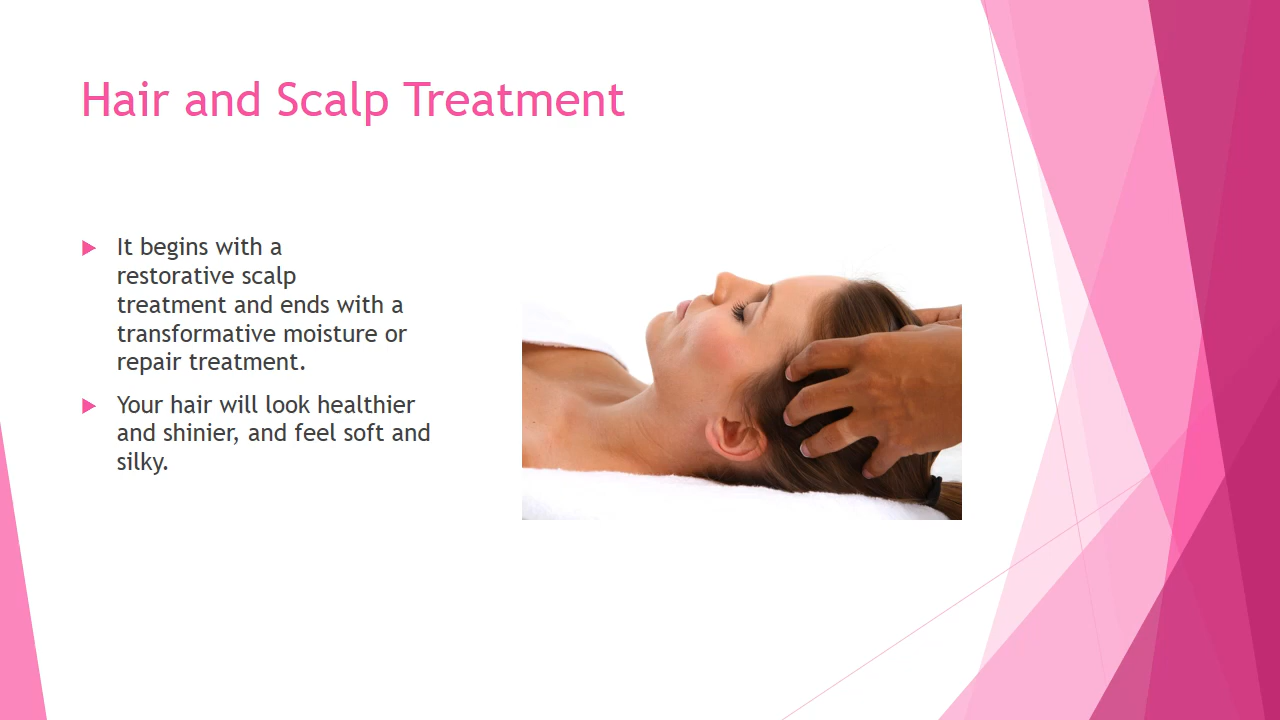 Hair and Scalp Treatment
It begins with a
restorative scalp
treatment and ends with a
transformative moisture or
repair treatment.
Your hair will look healthier
and shinier, and feel soft and
silky.